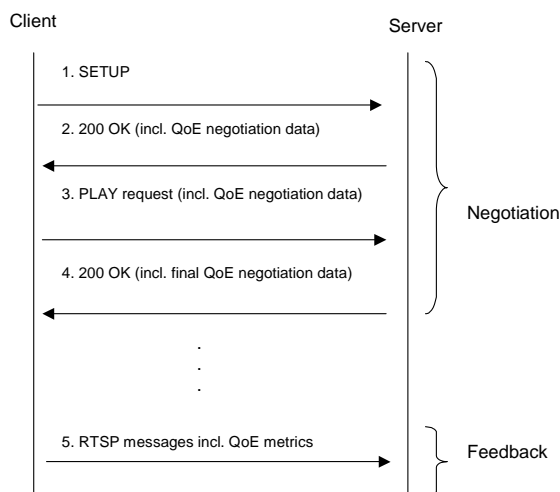 Client
Server
1. SETUP
2. 200 OK (incl. QoE negotiation data)
3. PLAY request (incl. QoE negotiation data)
Negotiation
4. 200 OK (incl. final QoE negotiation data)
.
.
.
5. RTSP messages incl. QoE metrics
Feedback